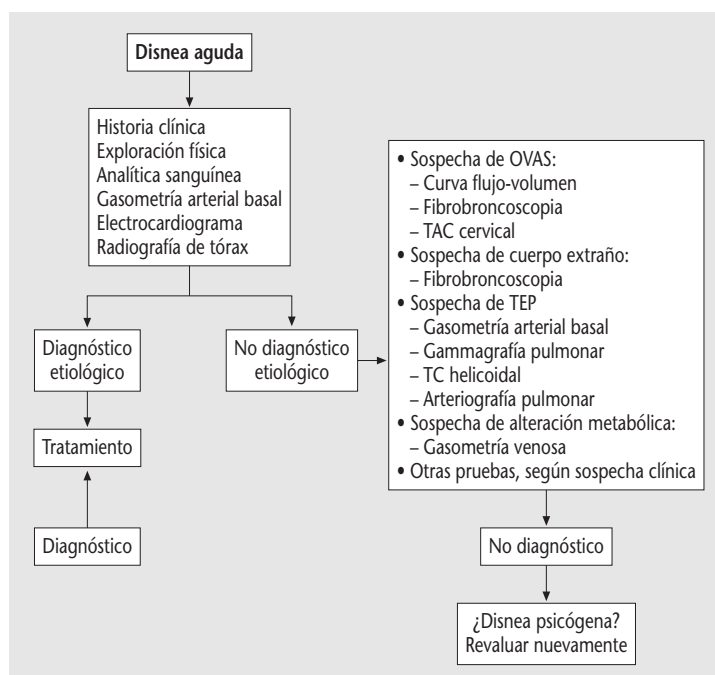 Disnea aguda
Historia clínica
Exploración física
Analítica sanguínea
Gasometría arterial basal
Electrocardiograma
Radiografía de tórax
Diagnóstico
etiológico
No diagnóstico
etiológico
Tratamiento
Diagnóstico
• Sospecha de OVAS:
– Curva flujo-volumen
– Fibrobroncoscopia
– TAC cervical
• Sospecha de cuerpo extraño:
– Fibrobroncoscopia
• Sospecha de TEP
– Gasometría arterial basal
– Gammagrafía pulmonar
– TC helicoidal
– Arteriografía pulmonar
• Sospecha de alteración metabólica:
– Gasometría venosa
• Otras pruebas, según sospecha clínica
No diagnóstico
¿Disnea psicógena?
Revaluar nuevamente